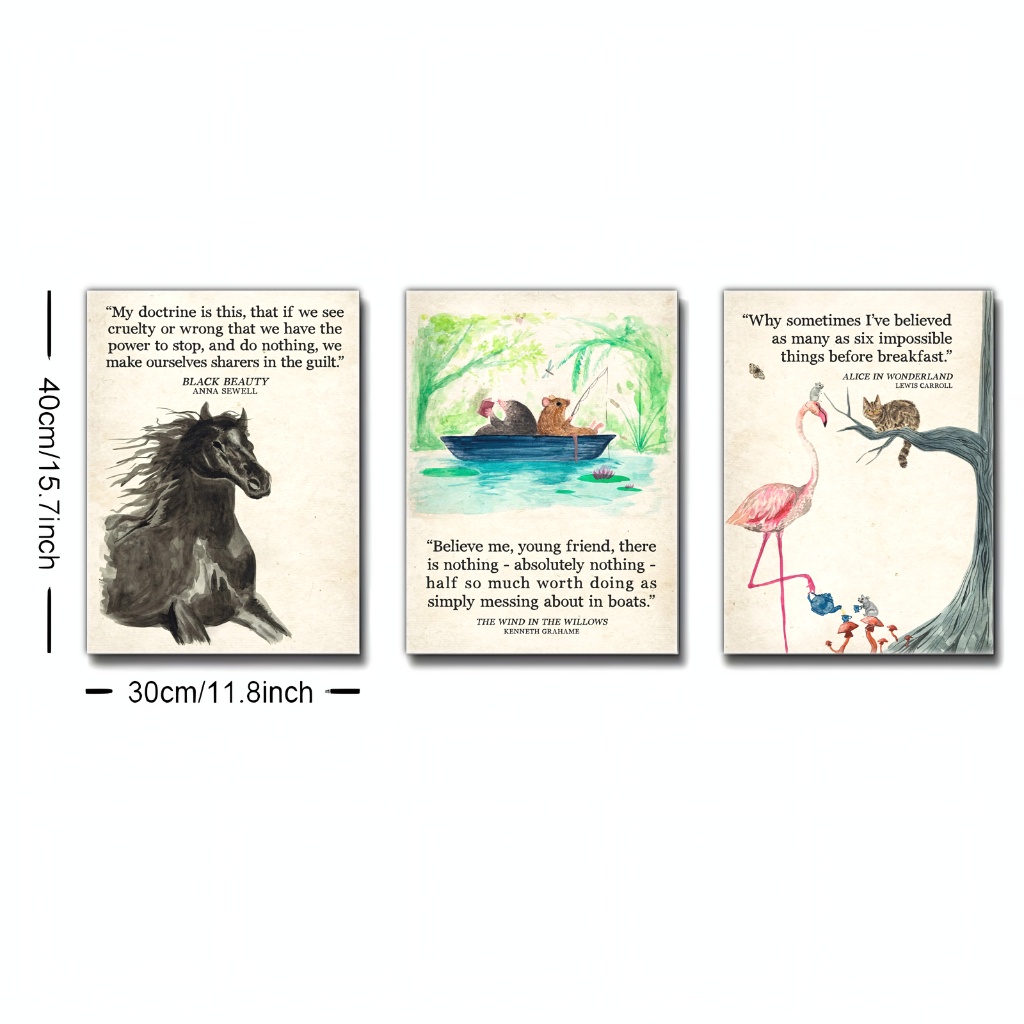 “My doctrine is this, that if we see
cruelty or wrong that we have the
power to stop, and do nothing, we
make ourselves sharers in the guilt.”
BLACK BEAUTY
ANNA SEWELL
“Believe me, young friend, there
is nothing - absolutely nothing -
half so much worth doing as
simply messing about in boats.”
THE WIND IN THE WILLOWS
KENNETH GRAHAME
“Why sometimes I’ve believed
as many as six impossible
things before breakfast.”
ALICE IN WONDERLAND
LEWIS CARROLL
40cm/15.7inch
30cm/11.8inch